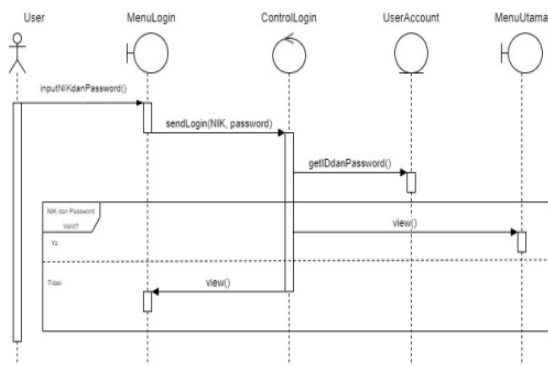 User
MenuLogin
ControlLogin
UserAccount
MenuUtama
inputNIKdanPassword()
sendLogin(NIK, password)
getIDdanPassword()
NIK dan Password
Valid?
view()
Ya
Tidak
view()